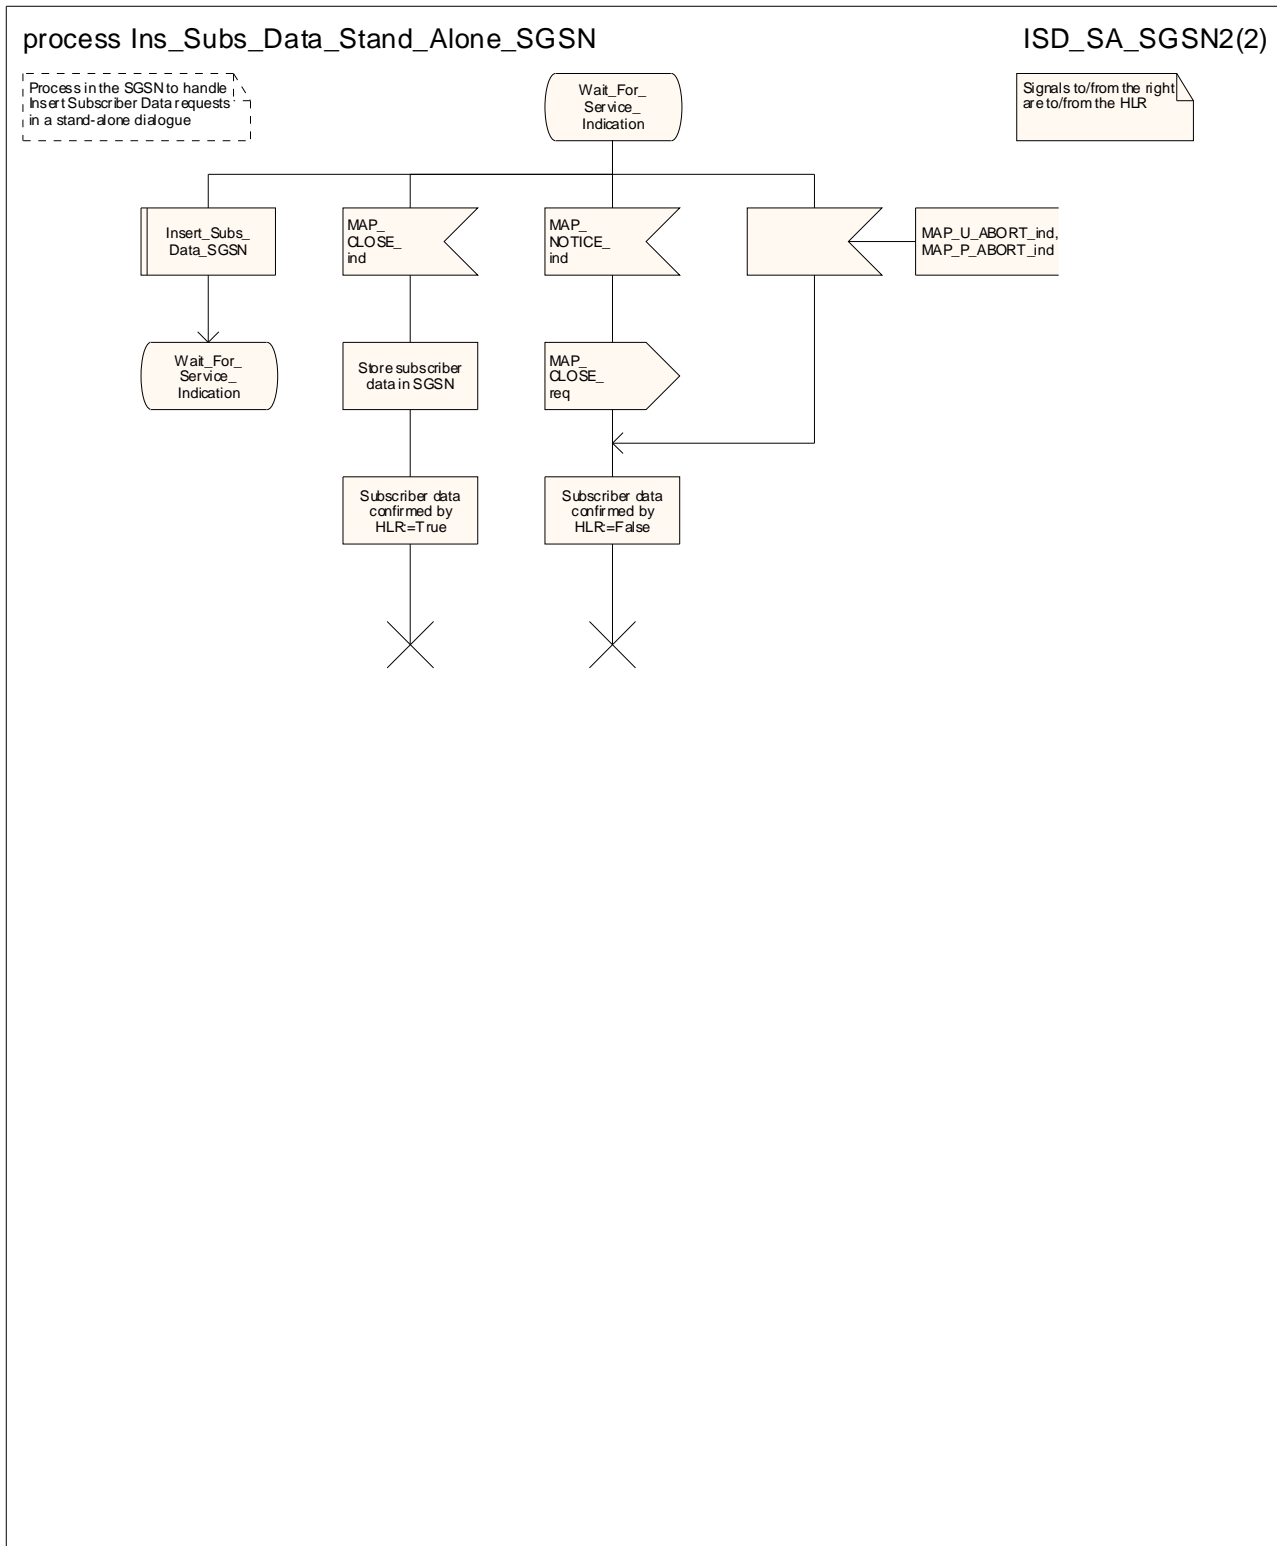 process Ins_Subs_Data_Stand_Alone_SGSN
ISD_SA_SGSN2(2)
Process in the SGSN to handle
Insert Subscriber Data requests
in a stand-alone dialogue
Wait_For_
Service_
Indication
Signals to/from the right
are to/from the HLR
Insert_Subs_
Data_SGSN
MAP_
CLOSE_
ind
MAP_
NOTICE_
ind
MAP_U_ABORT_ind,
MAP_P_ABORT_ind
Wait_For_
Service_
Indication
Store subscriber
data in SGSN
MAP_
CLOSE_
req
Subscriber data
confirmed by
HLR:=True
Subscriber data
confirmed by
HLR:=False